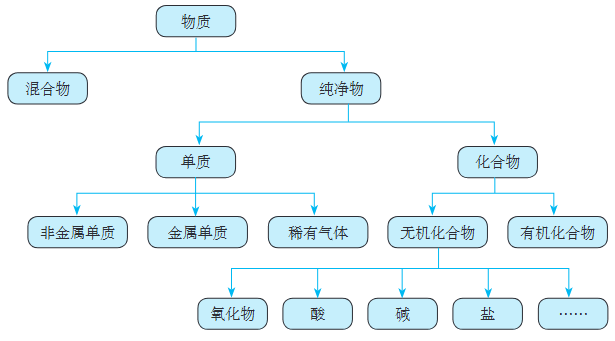 物质
混合物
纯净物
单质
化合物
非金属单质
金属单质
稀有气体
无机化合物
有机化合物
氧化物
酸
碱
盐
……